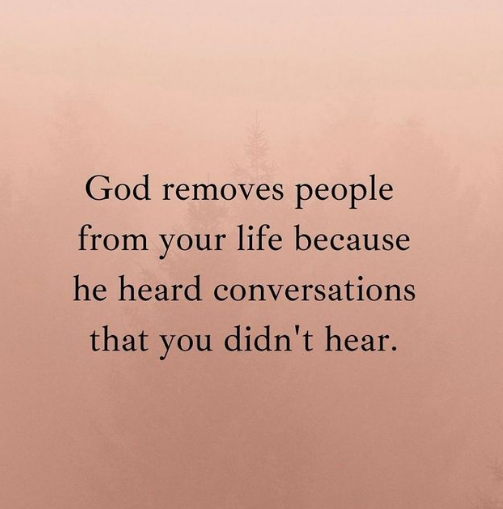 God removes people
from your life because
he heard conversations
that you didn't hear.